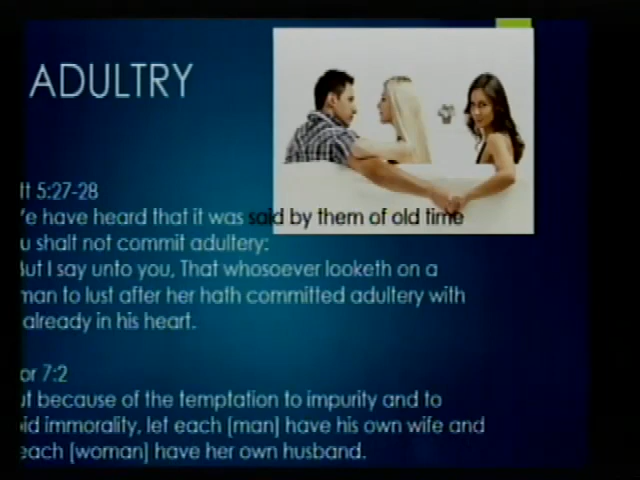 ADULTRY
tt 5:27-28
'e have heard that it was said by them of old time
u shalt not commit adultery:
But I say unto you, That whosoever looketh on a
man to lust after her hath committed adultery with
already in his heart.
or 7:2
ut because of the temptation to impurity and to
id immorality, let each [man] have his own wife and
each [woman] have her own husband.